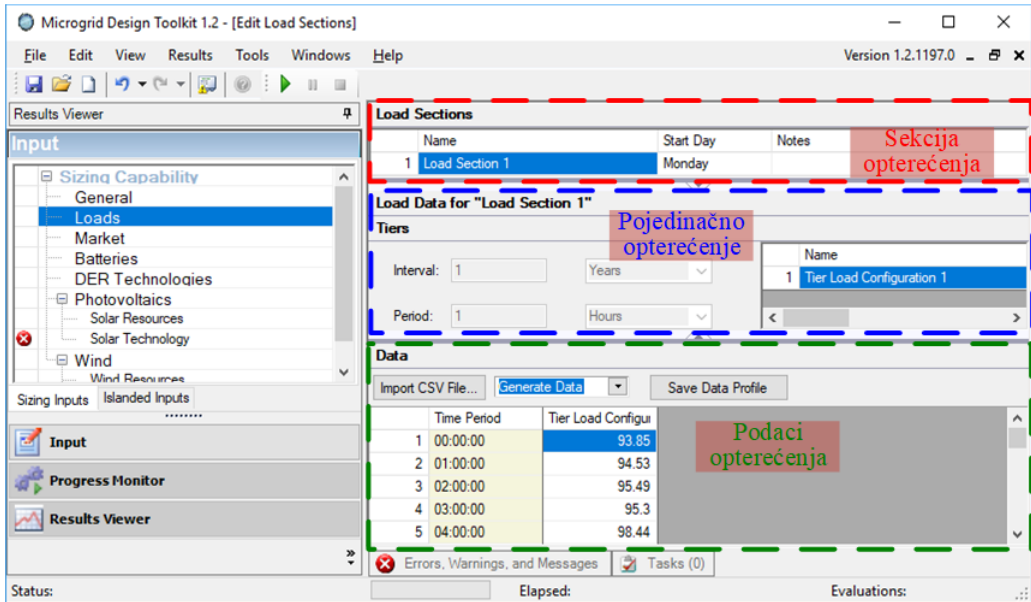 Microgrid Design Toolkit 1.2 - [Edit Load Sections]
File Edit View Results Tools Windows Help Version 1.2.1197.0
Results Viewer
Input
Sizing Capability
General
Loads
Market
Batteries
DER Technologies
Photovoltaics
Solar Resources
Solar Technology
Wind
Wind Resources
Sizing Inputs Islanded Inputs
Input
Progress Monitor
Results Viewer
Load Sections
Name Start Day Notes
1 Load Section 1 Monday
Sekcija
opterećenja
Load Data for "Load Section 1"
Tiers
Pojedinačno
opterećenje
Interval: 1 Years
Period: 1 Hours
Name
1 Tier Load Configuration 1
Data
Import CSV File... Generate Data Save Data Profile
Time Period Tier Load Configur
1 00:00:00 93.85
2 01:00:00 94.53
3 02:00:00 95.49
4 03:00:00 95.3
5 04:00:00 98.44
Podaci
opterećenja
Errors, Warnings, and Messages Tasks (0)
Status: Elapsed: Evaluations: